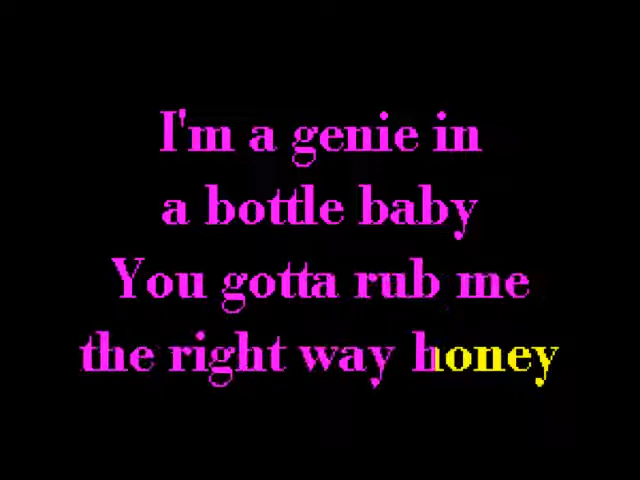 I'm a genie in
a bottle baby
You gotta rub me
the right way honey